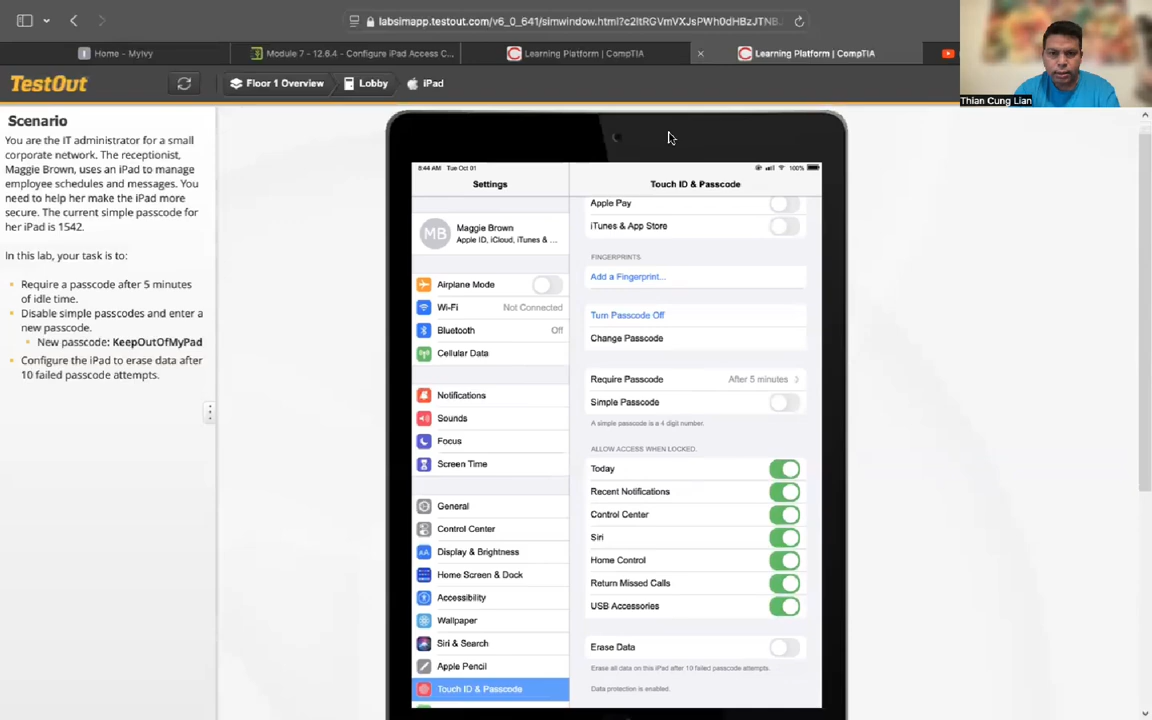 labsimapp.testout.com/v6_0_641/simwindow.html?c2ltRGVmVXJsPWh0dHBzJTNB
Home - MyIvy
Module 7 - 12.6.4 - Configure iPad Access C...
Learning Platform | CompTIA
Learning Platform | CompTIA
Thian Cung Lian
TestOut
Floor 1 Overview
Lobby
iPad
Scenario
You are the IT administrator for a small
corporate network. The receptionist,
Maggie Brown, uses an iPad to manage
employee schedules and messages. You
need to help her make the iPad more
secure. The current simple passcode for
her iPad is 1542.
In this lab, your task is to:
Require a passcode after 5 minutes
of idle time.
Disable simple passcodes and enter a
new passcode.
New passcode: KeepOutOfMyPad
Configure the iPad to erase data after
10 failed passcode attempts.
8:44 AM Tue Oct 01
100%
Settings
MB
Maggie Brown
Apple ID, iCloud, iTunes & ...
Airplane Mode
Wi-Fi Not Connected
Bluetooth Off
Cellular Data
Notifications
Sounds
Focus
Screen Time
General
Control Center
AA Display & Brightness
Home Screen & Dock
Accessibility
Wallpaper
Siri & Search
Apple Pencil
Touch ID & Passcode
Touch ID & Passcode
Apple Pay
iTunes & App Store
FINGERPRINTS
Add a Fingerprint...
Turn Passcode Off
Change Passcode
Require Passcode After 5 minutes
Simple Passcode
A simple passcode is a 4 digit number.
ALLOW ACCESS WHEN LOCKED.
Today
Recent Notifications
Control Center
Siri
Home Control
Return Missed Calls
USB Accessories
Erase Data
Erase all data on this iPad after 10 failed passcode attempts.
Data protection is enabled.